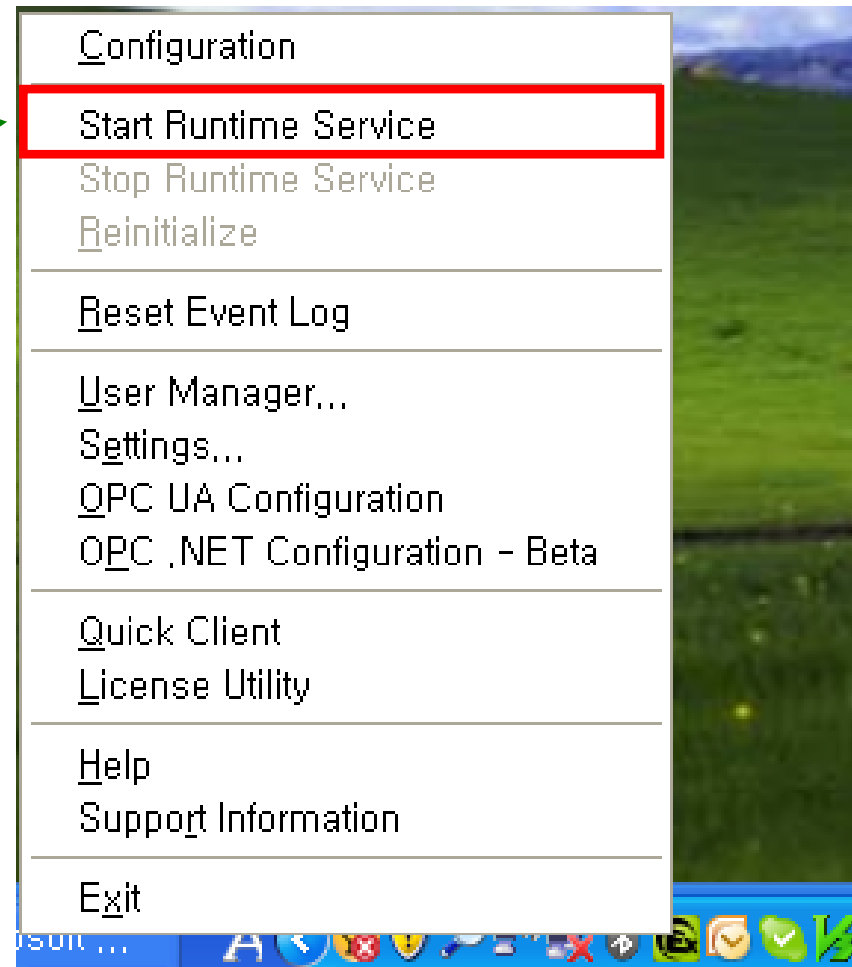 Configuration
Start Runtime Service
Stop Runtime Service
Reinitialize
Reset Event Log
User Manager...
Settings...
OPC UA Configuration
OPC .NET Configuration - Beta
Quick Client
License Utility
Help
Support Information
Exit
A